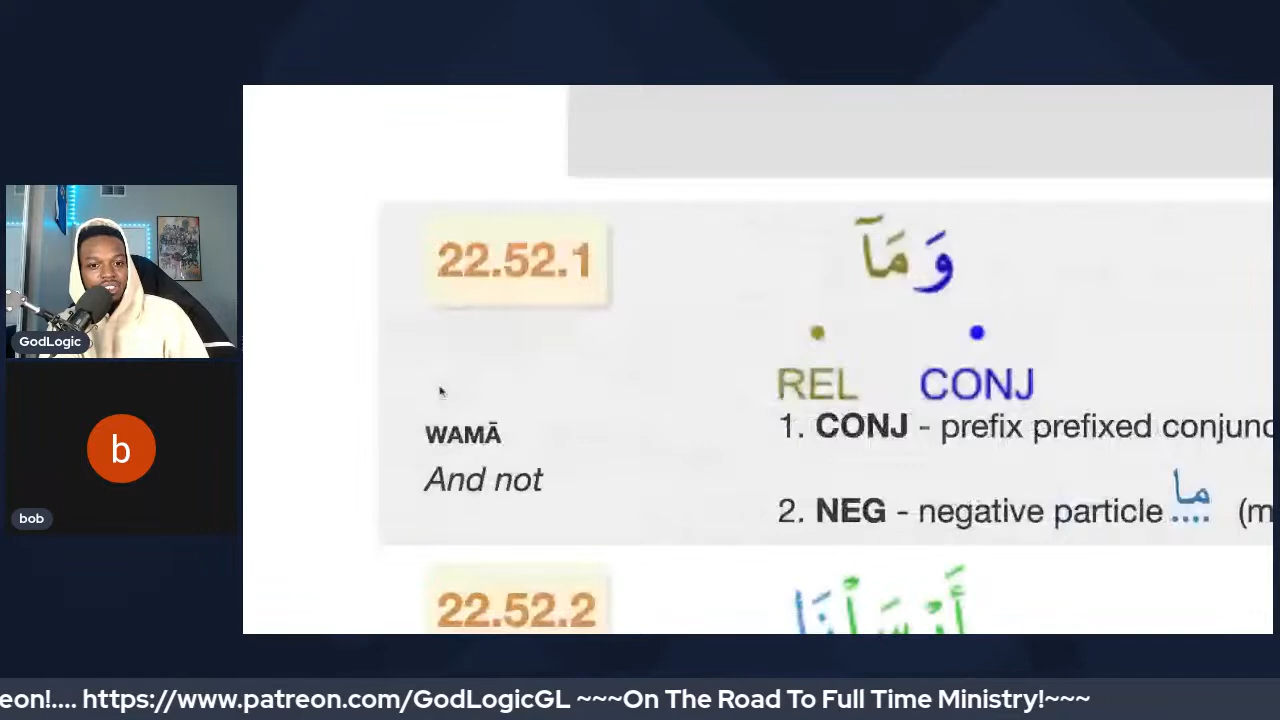 22.52.1
وَمَآ
REL CONJ
WAMĀ
And not
1. CONJ - prefix prefixed conjunc
2. NEG - negative particle ما (m
22.52.2
أَرْسَلْنَا
GodLogic
b
bob
eon!.... https://www.patreon.com/GodLogicGL ~~~On The Road To Full Time Ministry!~~~